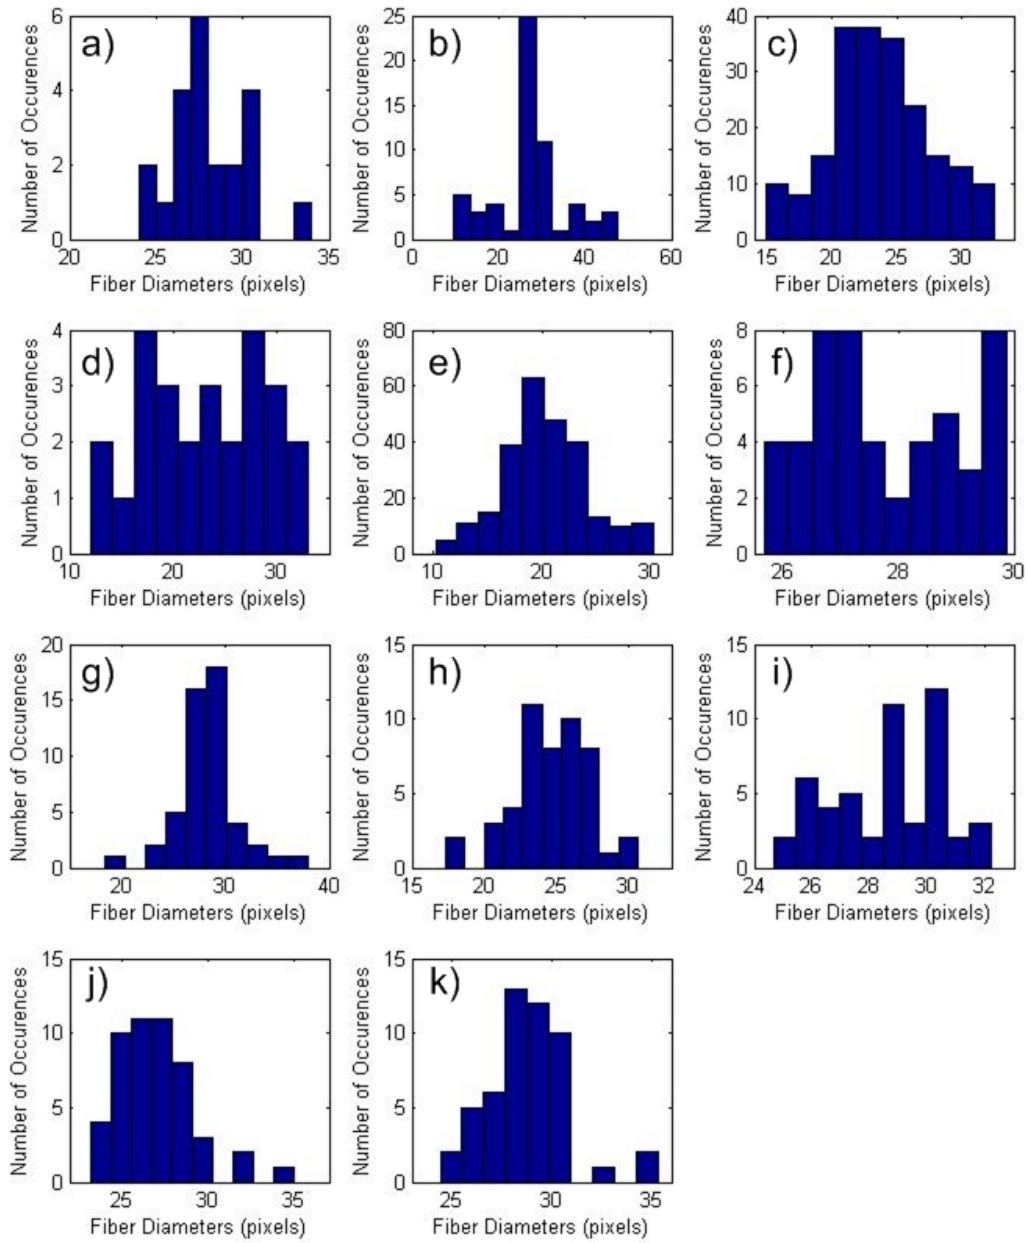 6
4
2
0
Number of Occurences
a)
20 25 30 35
Fiber Diameters (pixels)
25
20
15
10
5
0
Number of Occurences
b)
0 20 40 60
Fiber Diameters (pixels)
40
30
20
10
0
Number of Occurences
c)
15 20 25 30
Fiber Diameters (pixels)
4
3
2
1
0
Number of Occurences
d)
10 20 30
Fiber Diameters (pixels)
80
60
40
20
0
Number of Occurences
e)
10 20 30
Fiber Diameters (pixels)
8
6
4
2
0
Number of Occurences
f)
26 28 30
Fiber Diameters (pixels)
20
15
10
5
0
Number of Occurences
g)
20 30 40
Fiber Diameters (pixels)
15
10
5
0
Number of Occurences
h)
15 20 25 30
Fiber Diameters (pixels)
15
10
5
0
Number of Occurences
i)
24 26 28 30 32
Fiber Diameters (pixels)
15
10
5
0
Number of Occurences
j)
25 30 35
Fiber Diameters (pixels)
15
10
5
0
Number of Occurences
k)
25 30 35
Fiber Diameters (pixels)